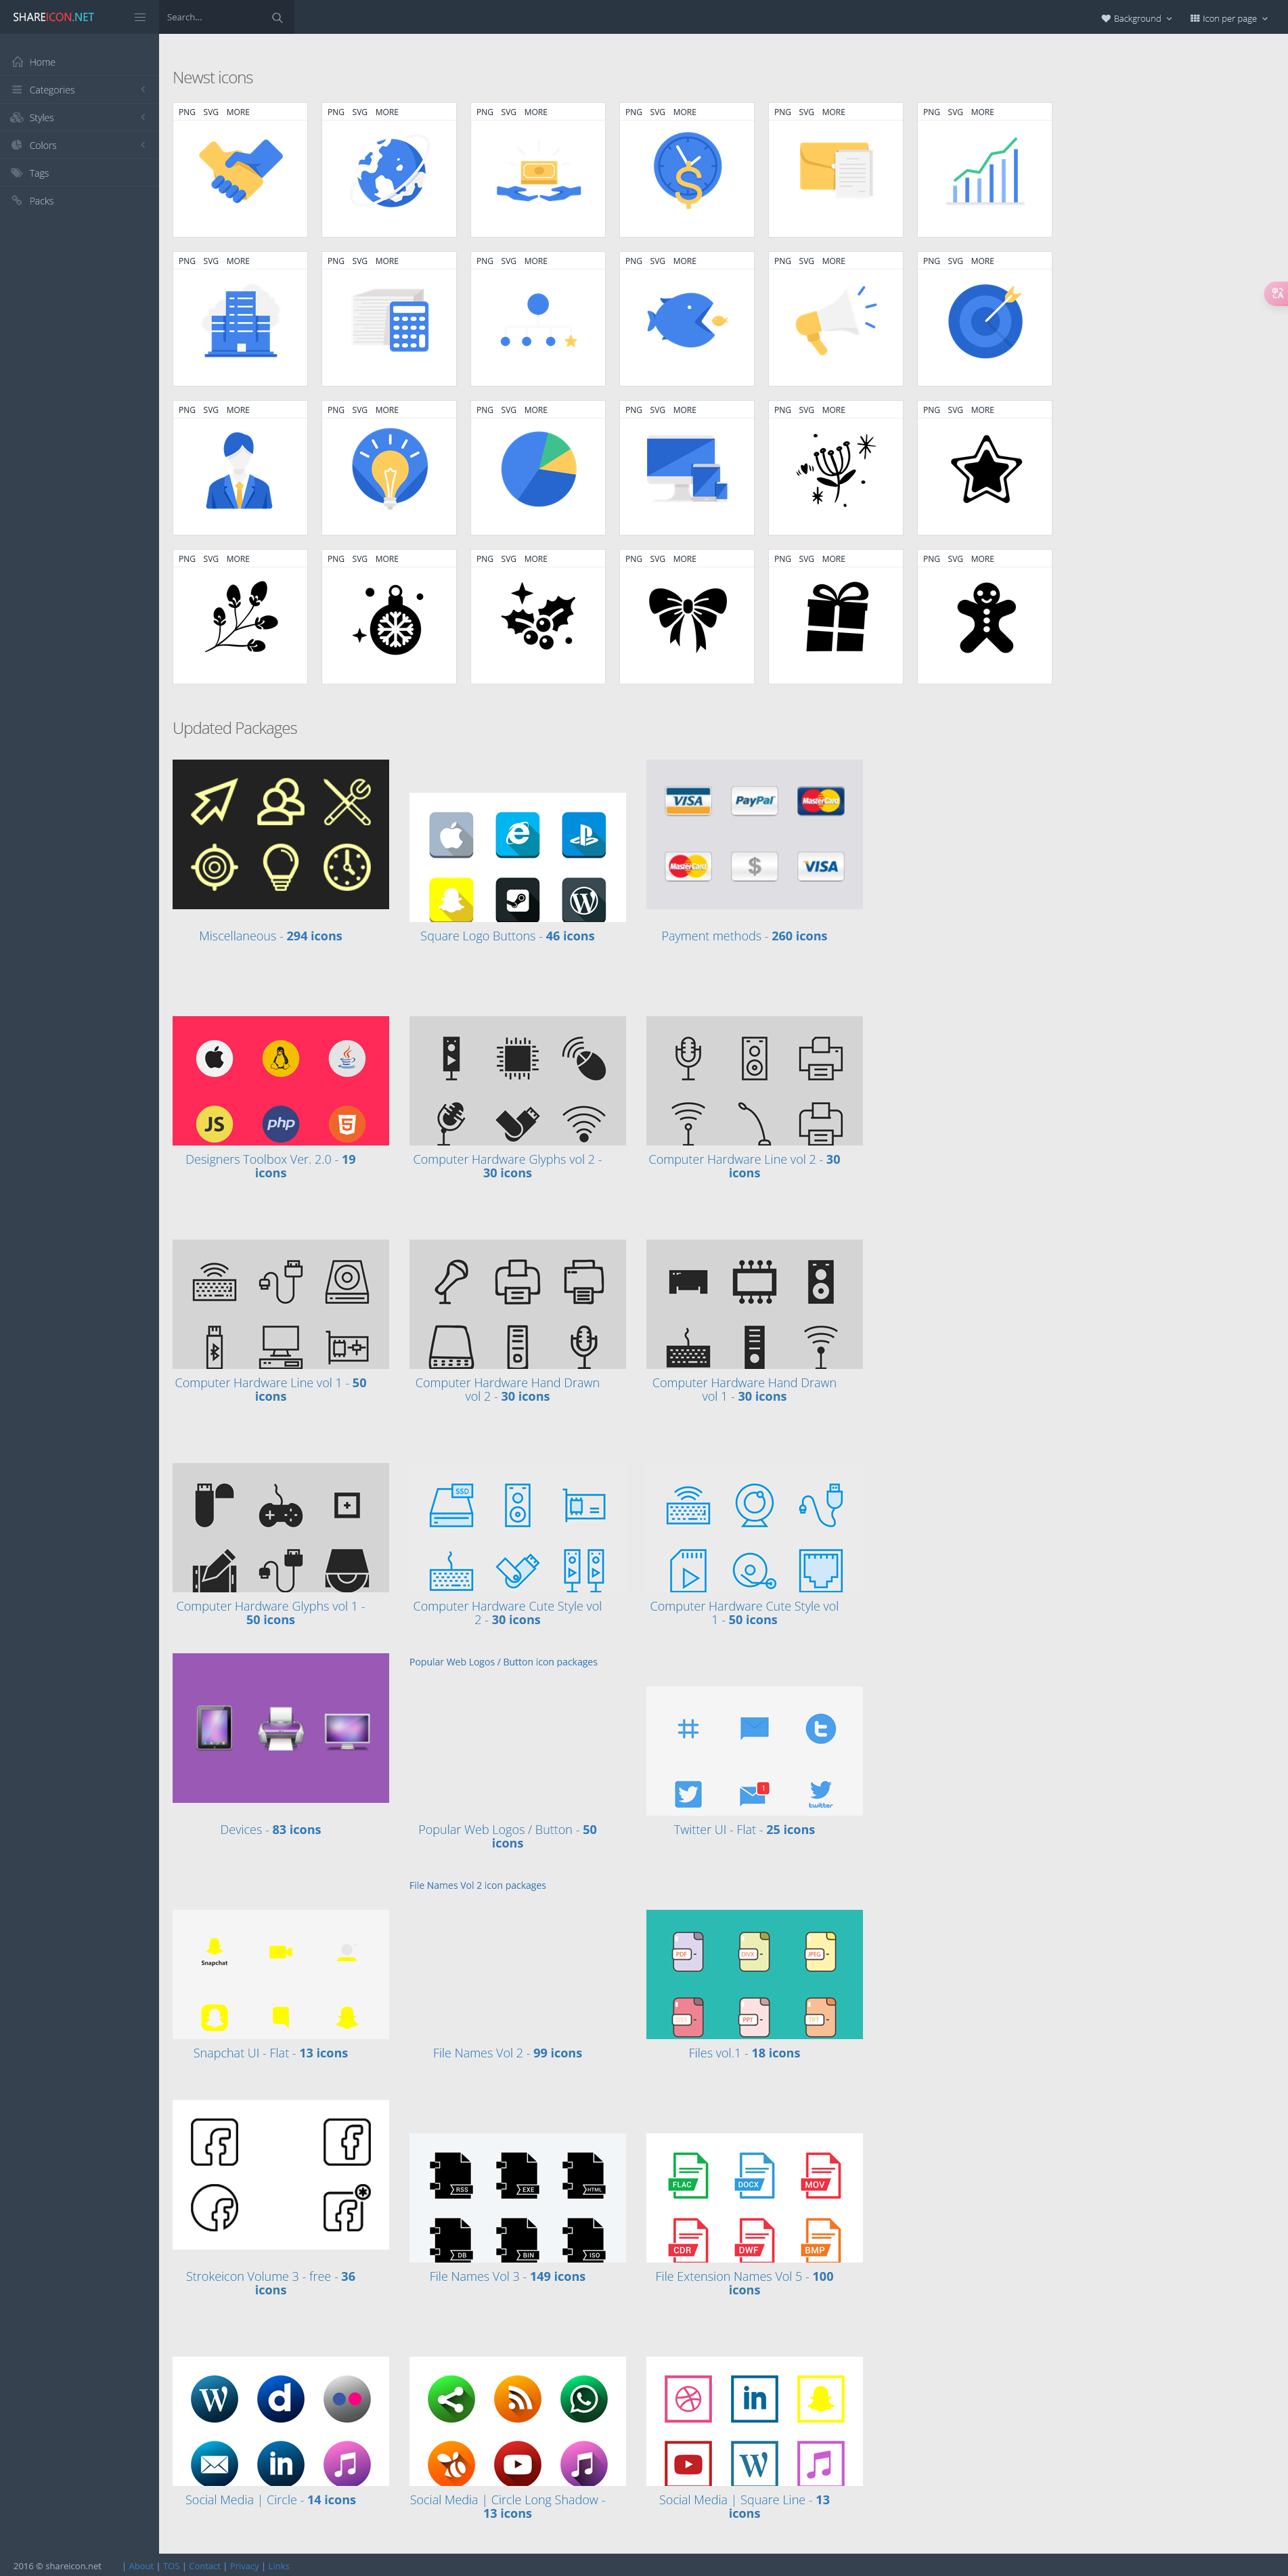 SHAREICON.NET
Search...
Background
Icon per page
Home
Categories
Styles
Colors
Tags
Packs
Newst icons
PNG SVG MORE PNG SVG MORE PNG SVG MORE PNG SVG MORE PNG SVG MORE PNG SVG MORE
PNG SVG MORE PNG SVG MORE PNG SVG MORE PNG SVG MORE PNG SVG MORE PNG SVG MORE
PNG SVG MORE PNG SVG MORE PNG SVG MORE PNG SVG MORE PNG SVG MORE PNG SVG MORE
PNG SVG MORE PNG SVG MORE PNG SVG MORE PNG SVG MORE PNG SVG MORE PNG SVG MORE
Updated Packages
VISA PayPal MasterCard
MasterCard $ VISA
Miscellaneous - 294 icons
Square Logo Buttons - 46 icons
Payment methods - 260 icons
JS php 5
Designers Toolbox Ver. 2.0 - 19
icons
Computer Hardware Glyphs vol 2 -
30 icons
Computer Hardware Line vol 2 - 30
icons
Computer Hardware Line vol 1 - 50
icons
Computer Hardware Hand Drawn
vol 2 - 30 icons
Computer Hardware Hand Drawn
vol 1 - 30 icons
SSD
Computer Hardware Glyphs vol 1 -
50 icons
Computer Hardware Cute Style vol
2 - 30 icons
Computer Hardware Cute Style vol
1 - 50 icons
Popular Web Logos / Button icon packages
1
twitter
Devices - 83 icons
Popular Web Logos / Button - 50
icons
Twitter UI - Flat - 25 icons
File Names Vol 2 icon packages
Snapchat
PDF DIVX JPEG
PPT TIFF
Snapchat UI - Flat - 13 icons
File Names Vol 2 - 99 icons
Files vol.1 - 18 icons
RSS EXE HTML
DB BIN ISO
FLAC DOCX MOV
CDR DWF BMP
Strokeicon Volume 3 - free - 36
icons
File Names Vol 3 - 149 icons
File Extension Names Vol 5 - 100
icons
W d
in
in
W
Social Media | Circle - 14 icons
Social Media | Circle Long Shadow -
13 icons
Social Media | Square Line - 13
icons
2016 © shareicon.net | About | TOS | Contact | Privacy | Links